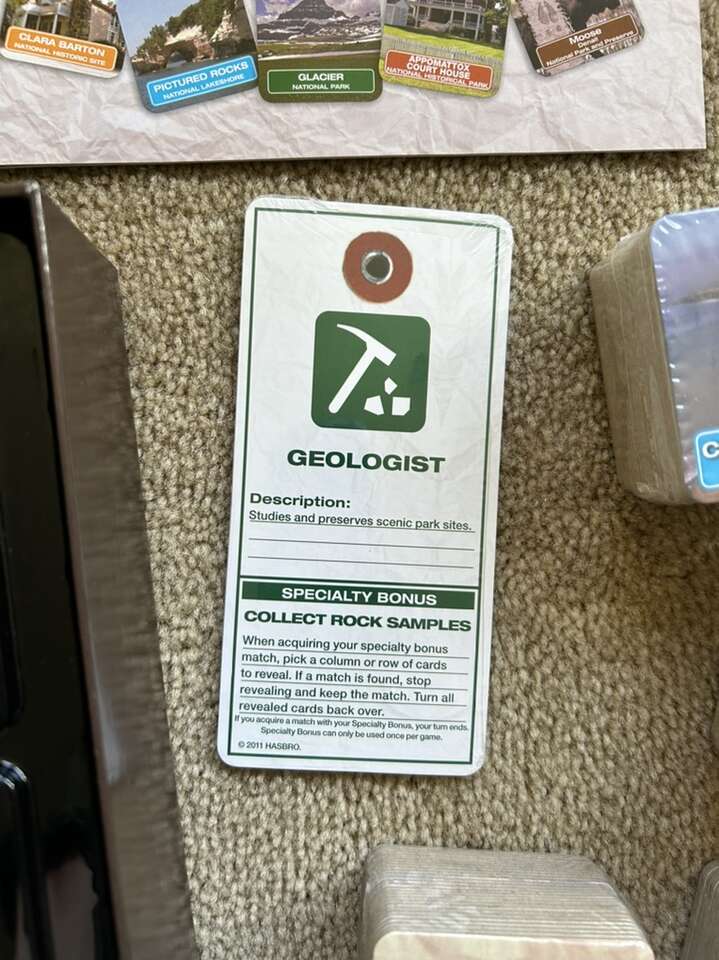 CLARA BARTON
NATIONAL HISTORIC SITE
PICTURED ROCKS
NATIONAL LAKESHORE
GLACIER
NATIONAL PARK
APPOMATTOX
COURT HOUSE
NATIONAL HISTORICAL PARK
Moose
Denali
National Park and Preserve
GEOLOGIST
Description:
Studies and preserves scenic park sites.
SPECIALTY BONUS
COLLECT ROCK SAMPLES
When acquiring your specialty bonus
match, pick a column or row of cards
to reveal. If a match is found, stop
revealing and keep the match. Turn all
revealed cards back over.
If you acquire a match with your Specialty Bonus, your turn ends.
Specialty Bonus can only be used once per game.
© 2011 HASBRO.